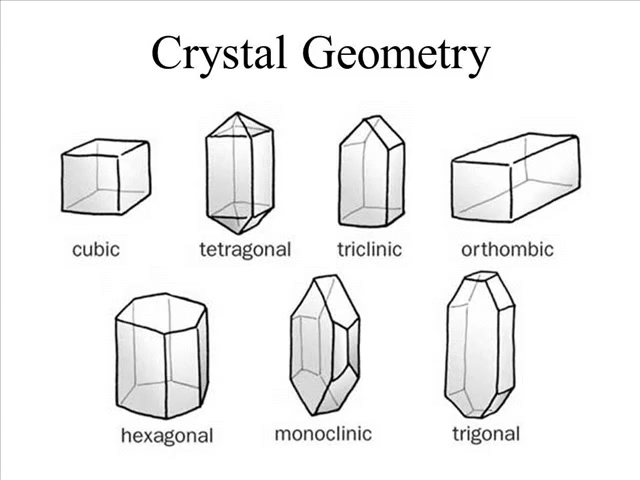 Crystal Geometry
cubic
tetragonal
triclinic
orthombic
hexagonal
monoclinic
trigonal